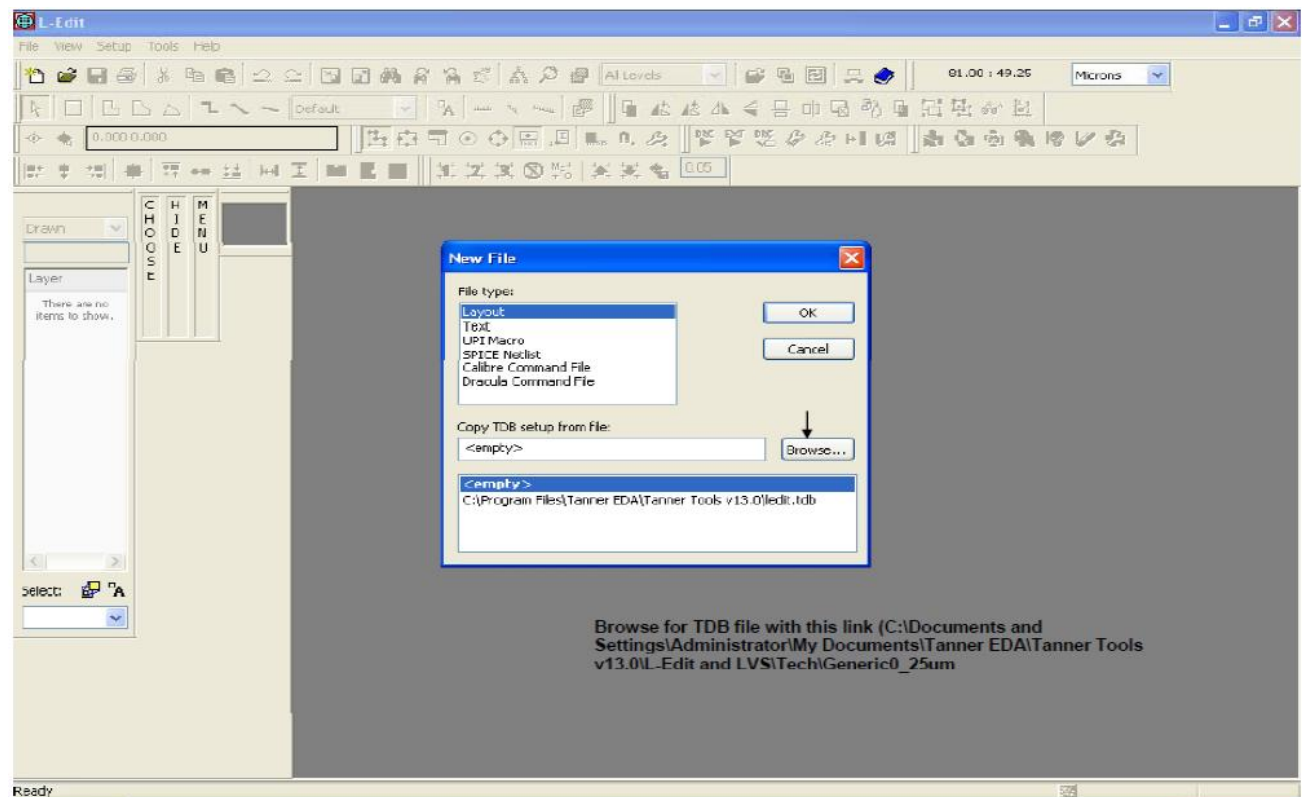 L-Edit
File View Setup Tools Help
All Levels
81.00 : 49.25
Microns
Default
0.000 0.000
0.05
Drawn
CHOOSE
HIDE
MENU
Layer
There are no
items to show.
Select:
New File
File type:
Layout
Text
UPI Macro
SPICE Netlist
Calibre Command File
Dracula Command File
OK
Cancel
Copy TDB setup from file:
<empty>
Browse...
<empty>
C:\Program Files\Tanner EDA\Tanner Tools v13.0\ledit.tdb
Browse for TDB file with this link (C:\Documents and
Settings\Administrator\My Documents\Tanner EDA\Tanner Tools
v13.0\L-Edit and LVS\Tech\Generic0_25um
Ready